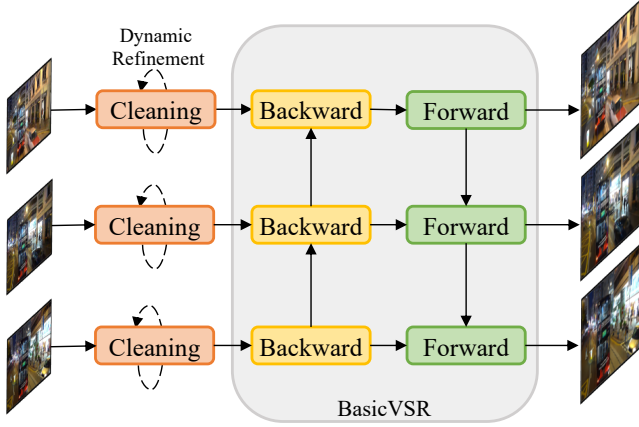 Dynamic
Refinement
Cleaning
Backward
Forward
Cleaning
Backward
Forward
Cleaning
Backward
Forward
BasicVSR